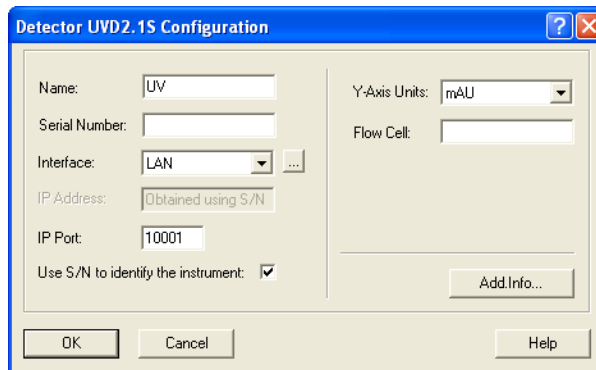 Detector UVD2.1S Configuration
Name: UV
Serial Number:
Interface: LAN ...
IP Address: Obtained using S/N
IP Port: 10001
Use S/N to identify the instrument:
Y-Axis Units: mAU
Flow Cell:
Add.Info...
OK Cancel Help